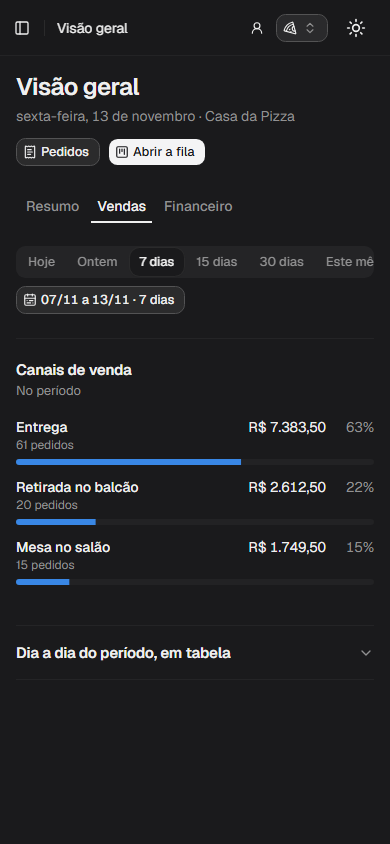 Visão geral
Visão geral
sexta-feira, 13 de novembro · Casa da Pizza
Pedidos
Abrir a fila
Resumo Vendas Financeiro
Hoje Ontem 7 dias 15 dias 30 dias Este mê
07/11 a 13/11 · 7 dias
Canais de venda
No período
Entrega R$ 7.383,50 63%
61 pedidos
Retirada no balcão R$ 2.612,50 22%
20 pedidos
Mesa no salão R$ 1.749,50 15%
15 pedidos
Dia a dia do período, em tabela